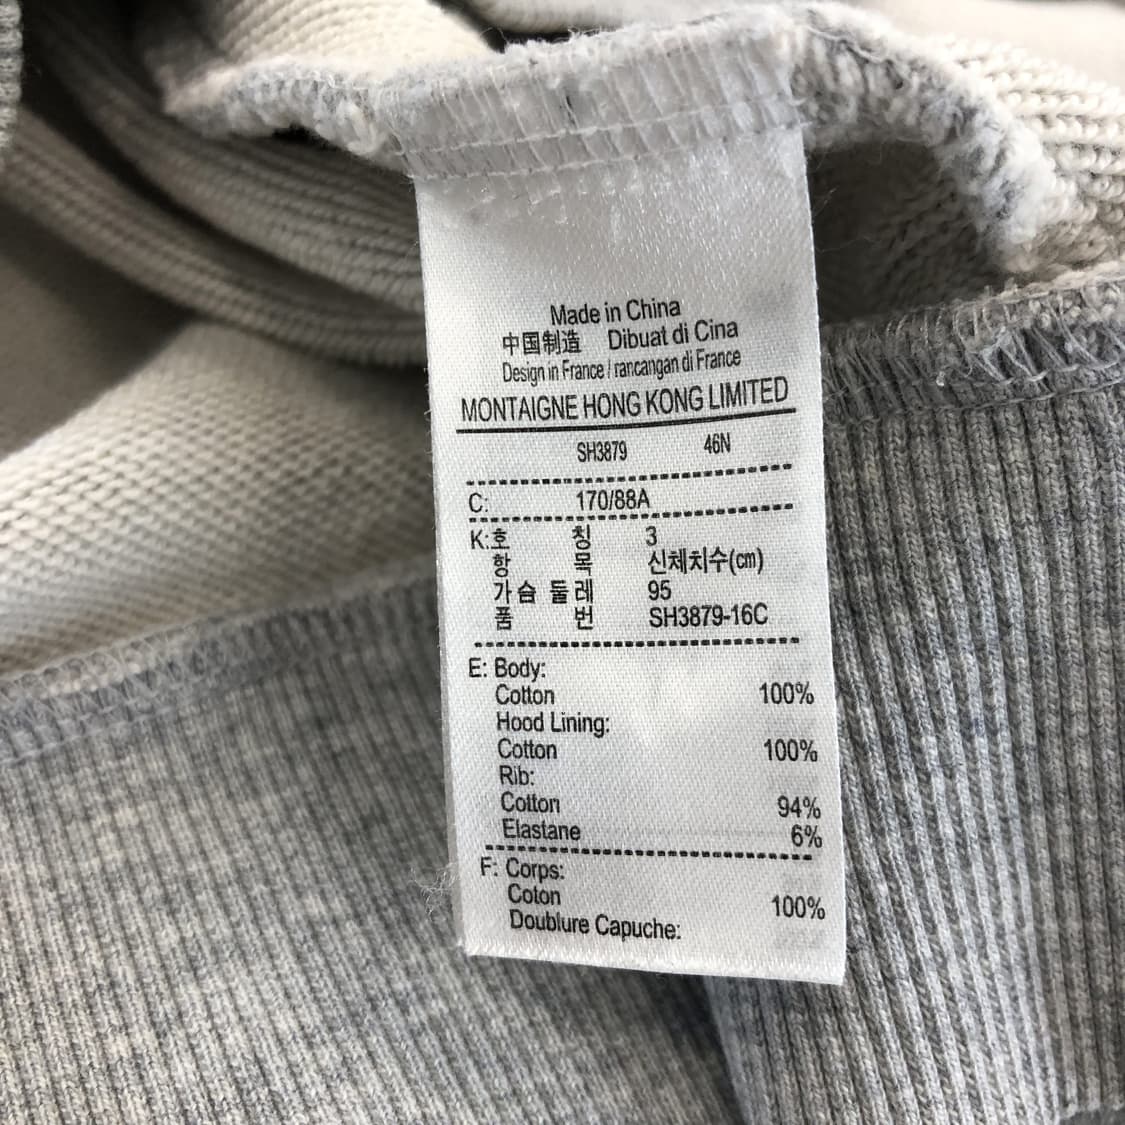 Made in China
中国制造 Dibuat di Cina
Design in France / rancangan di France
MONTAIGNE HONG KONG LIMITED
SH3879 46N
C: 170/88A
K:호 칭 3
항 목 신체치수(cm)
가 슴 둘 레 95
품 번 SH3879-16C
E: Body:
Cotton 100%
Hood Lining:
Cotton 100%
Rib:
Cotton 94%
Elastane 6%
F: Corps:
Coton 100%
Doublure Capuche: